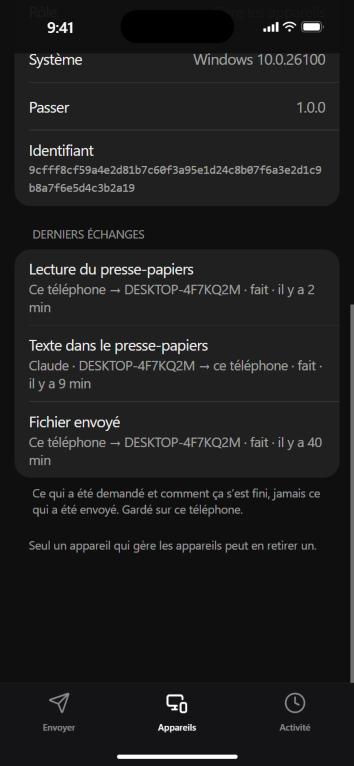 9:41
Rôle
Gère les appareils
Système
Windows 10.0.26100
Passer
1.0.0
Identifiant
9cfff8cf59a4e2d81b7c60f3a95e1d24c8b07f6a3e2d1c9
b8a7f6e5d4c3b2a19
DERNIERS ÉCHANGES
Lecture du presse-papiers
Ce téléphone → DESKTOP-4F7KQ2M · fait · il y a 2
min
Texte dans le presse-papiers
Claude · DESKTOP-4F7KQ2M → ce téléphone · fait ·
il y a 9 min
Fichier envoyé
Ce téléphone → DESKTOP-4F7KQ2M · fait · il y a 40
min
Ce qui a été demandé et comment ça s'est fini, jamais ce
qui a été envoyé. Gardé sur ce téléphone.
Seul un appareil qui gère les appareils peut en retirer un.
Envoyer
Appareils
Activité